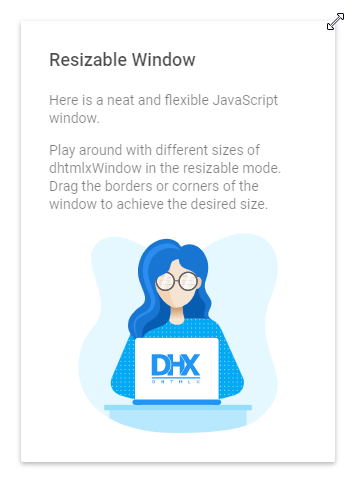 Resizable Window
Here is a neat and flexible JavaScript
window.
Play around with different sizes of
dhtmlxWindow in the resizable mode.
Drag the borders or corners of the
window to achieve the desired size.
DHX
DHTMLX